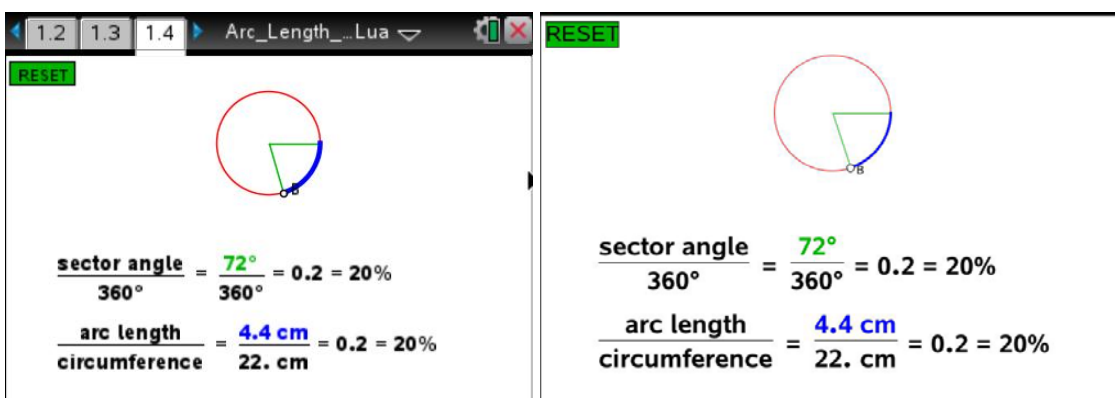 1.2 1.3 1.4 Arc_Length_...Lua
RESET
B
sector angle / 360° = 72° / 360° = 0.2 = 20%
arc length / circumference = 4.4 cm / 22. cm = 0.2 = 20%
RESET
B
sector angle / 360° = 72° / 360° = 0.2 = 20%
arc length / circumference = 4.4 cm / 22. cm = 0.2 = 20%